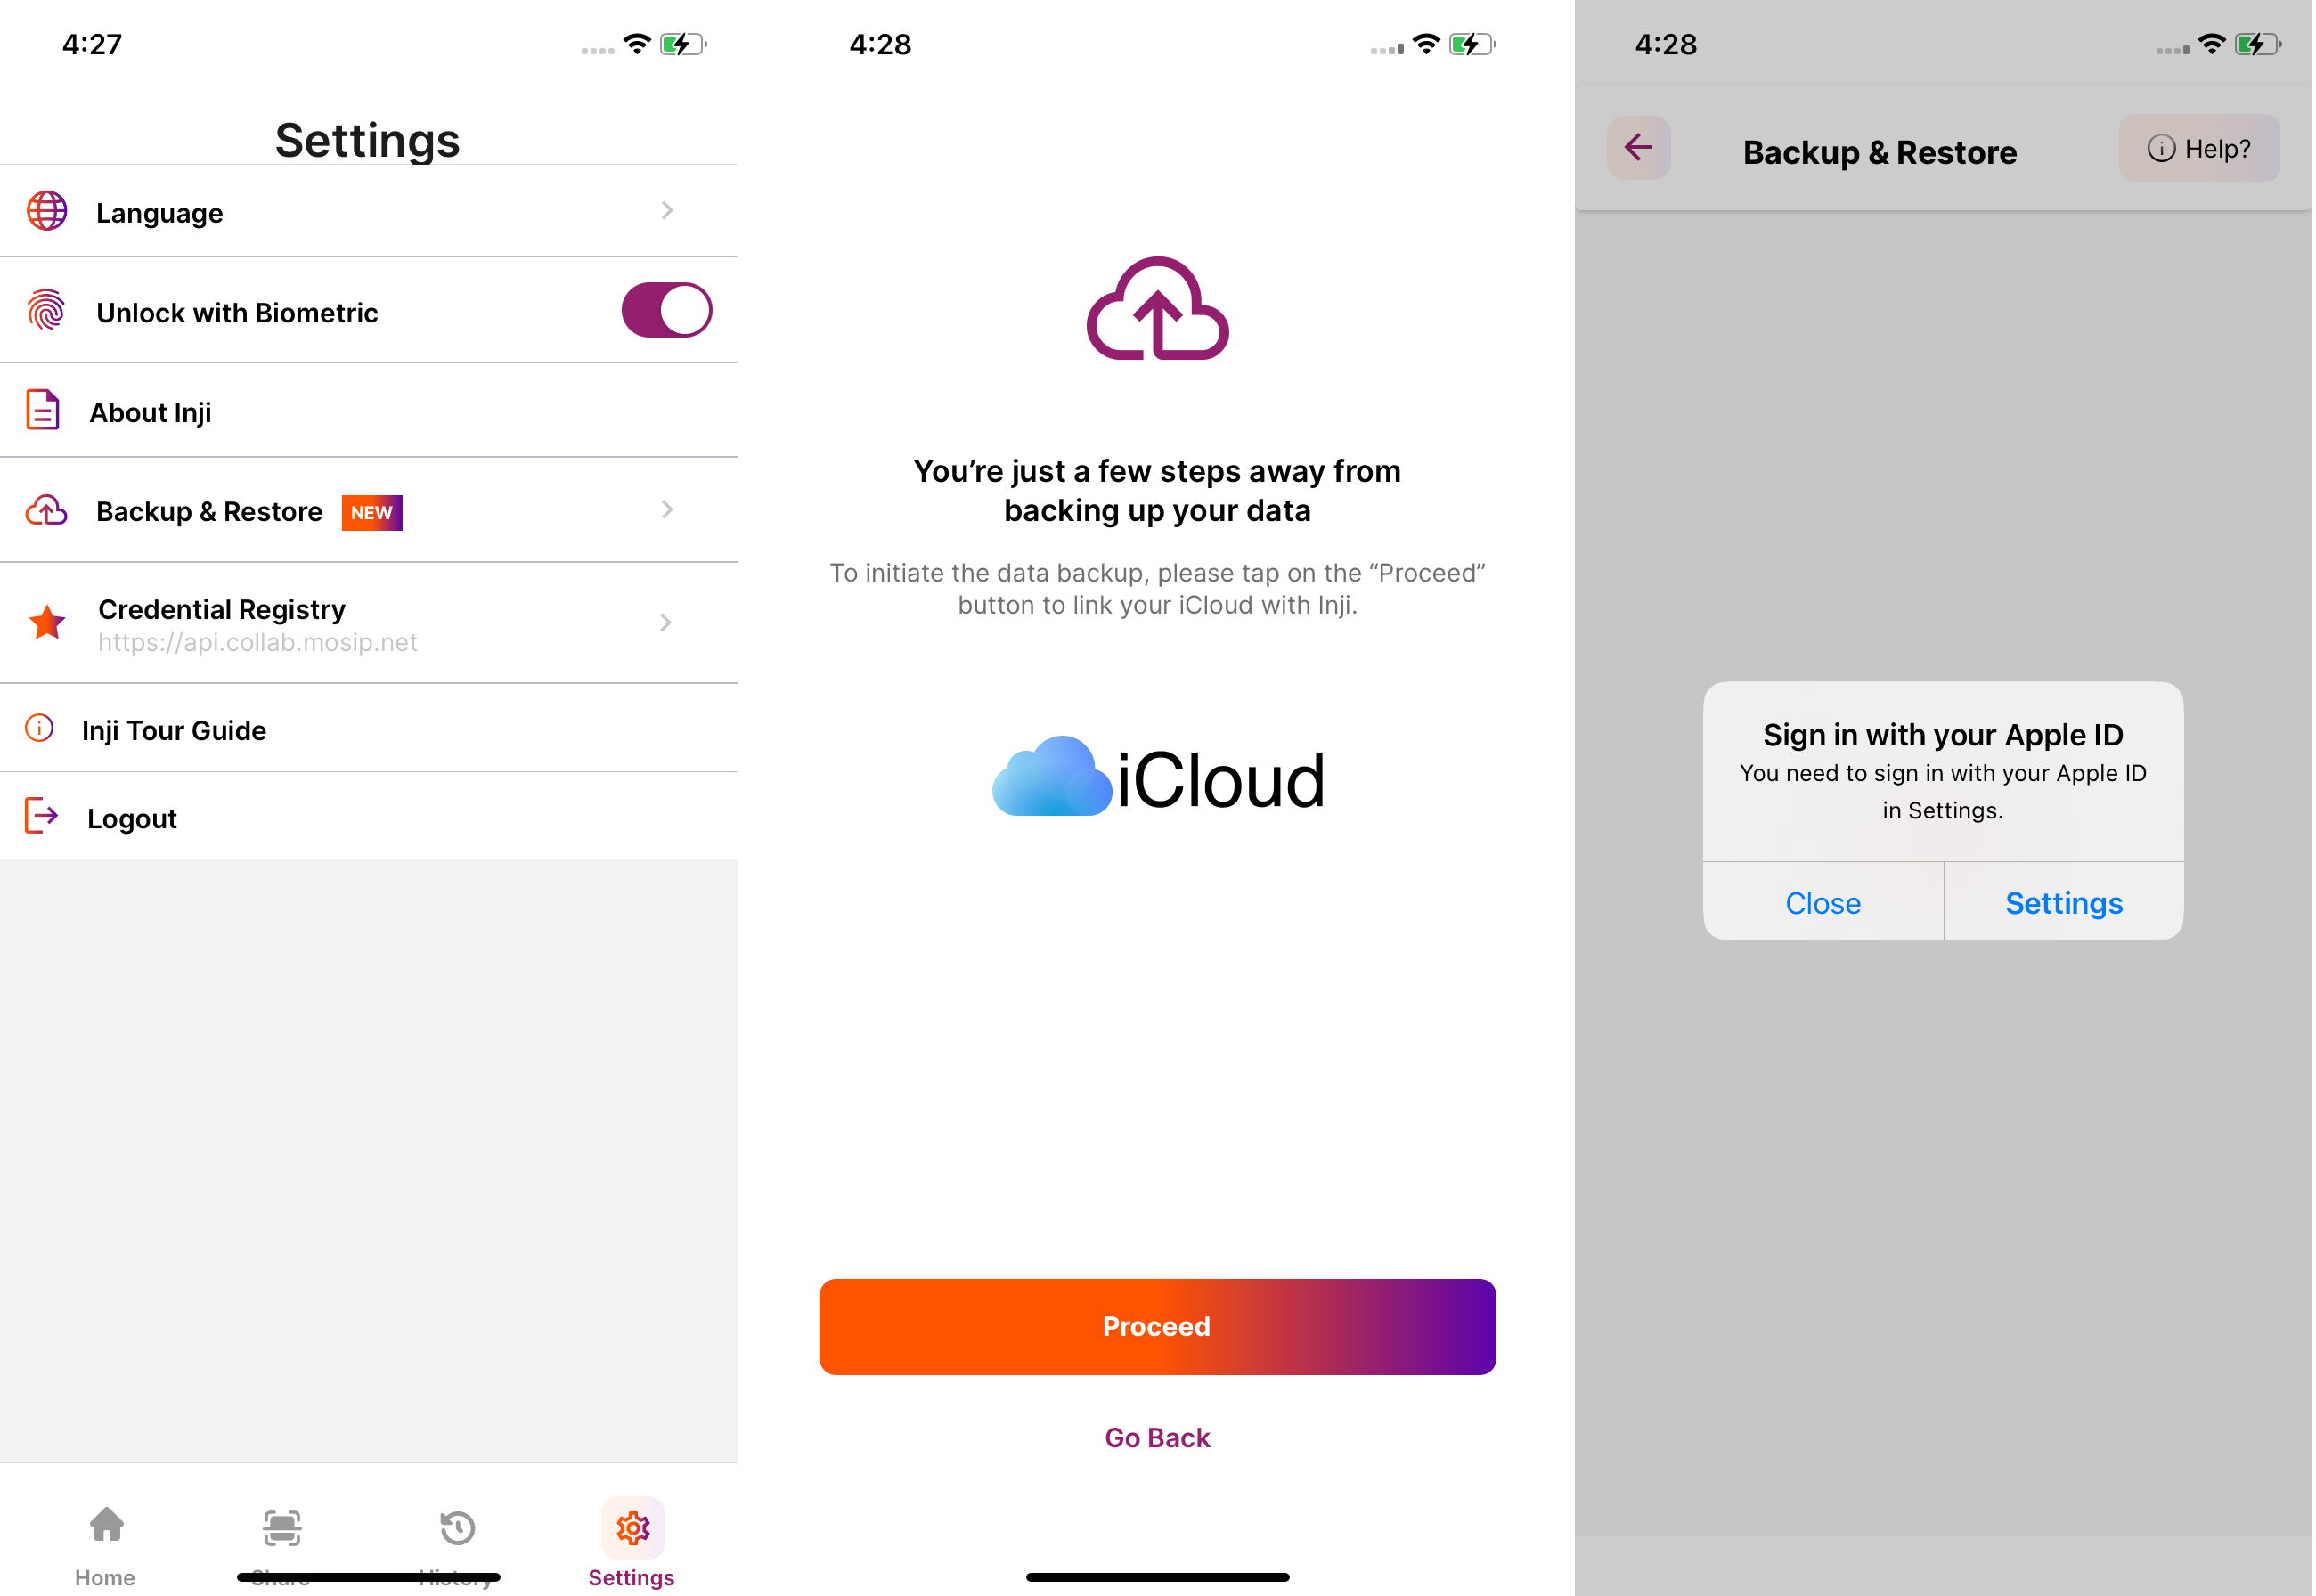 4:27
Settings
Language
Unlock with Biometric
About Inji
Backup & Restore NEW
Credential Registry
https://api.collab.mosip.net
Inji Tour Guide
Logout
Home Share History Settings
4:28
You’re just a few steps away from
backing up your data
To initiate the data backup, please tap on the “Proceed”
button to link your iCloud with Inji.
iCloud
Proceed
Go Back
4:28
Backup & Restore
Help?
Sign in with your Apple ID
You need to sign in with your Apple ID
in Settings.
Close Settings